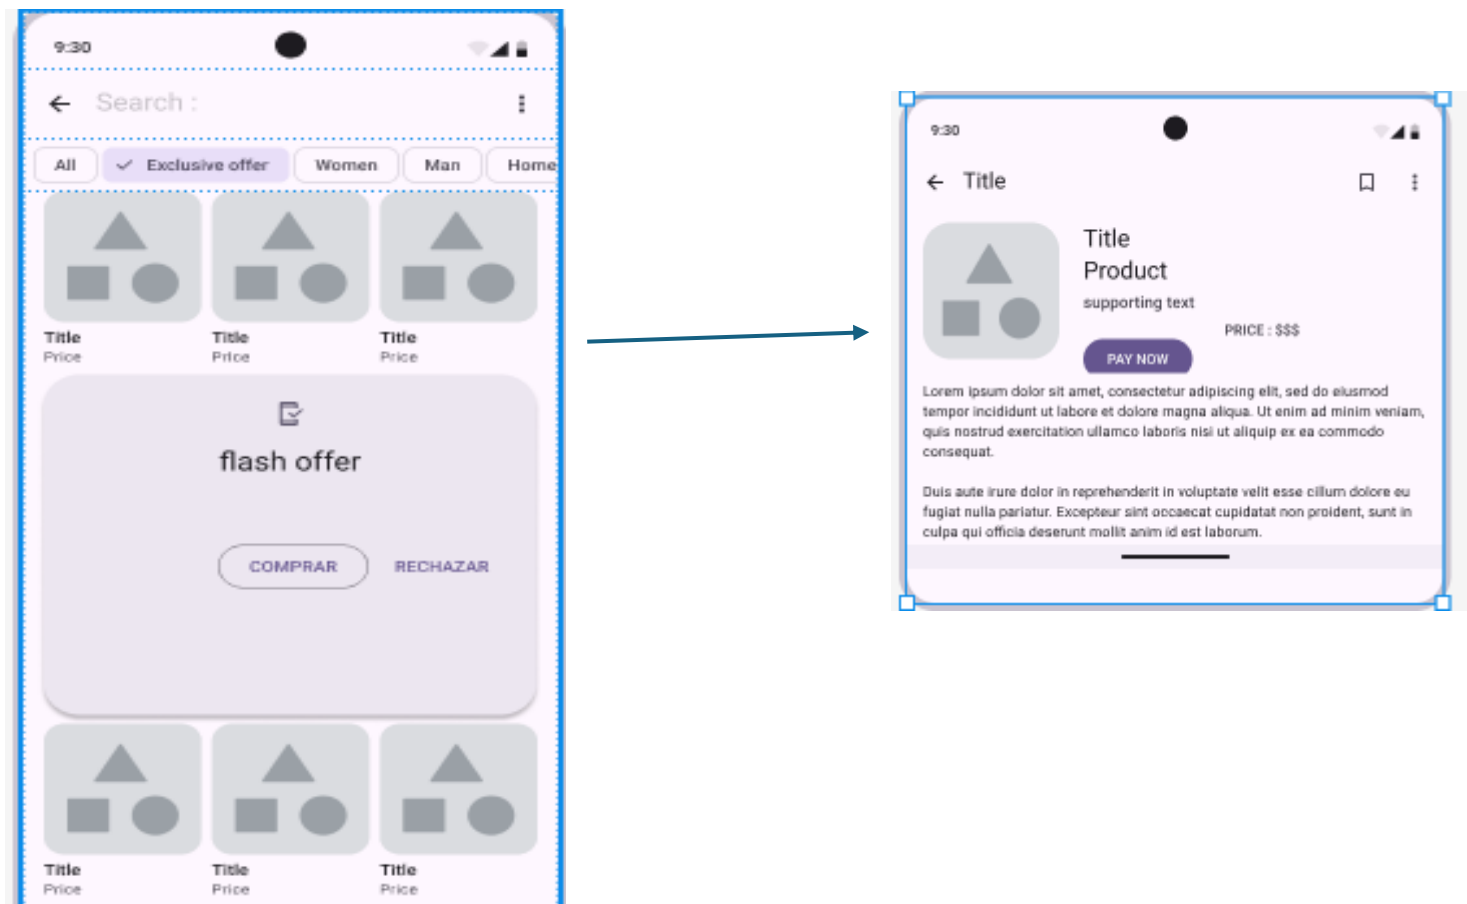 9:30
Search :
All
Exclusive offer
Women
Man
Home
Title Title Title
Price Price Price
flash offer
COMPRAR RECHAZAR
Title Title Title
Price Price Price
9:30
Title
Title
Product
supporting text
PRICE : $$$
PAY NOW
Lorem ipsum dolor sit amet, consectetur adipiscing elit, sed do eiusmod
tempor incididunt ut labore et dolore magna aliqua. Ut enim ad minim veniam,
quis nostrud exercitation ullamco laboris nisi ut aliquip ex ea commodo
consequat.
Duis aute irure dolor in reprehenderit in voluptate velit esse cillum dolore eu
fugiat nulla pariatur. Excepteur sint occaecat cupidatat non proident, sunt in
culpa qui officia deserunt mollit anim id est laborum.